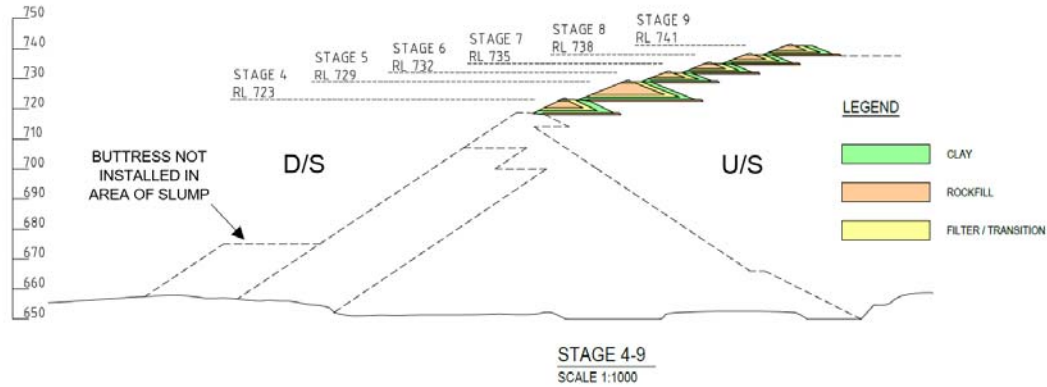 750
740
730
720
710
700
690
680
670
660
650
STAGE 4
RL 723
STAGE 5
RL 729
STAGE 6
RL 732
STAGE 7
RL 735
STAGE 8
RL 738
STAGE 9
RL 741
BUTTRESS NOT
INSTALLED IN
AREA OF SLUMP
D/S
U/S
LEGEND
CLAY
ROCKFILL
FILTER / TRANSITION
STAGE 4-9
SCALE 1:1000